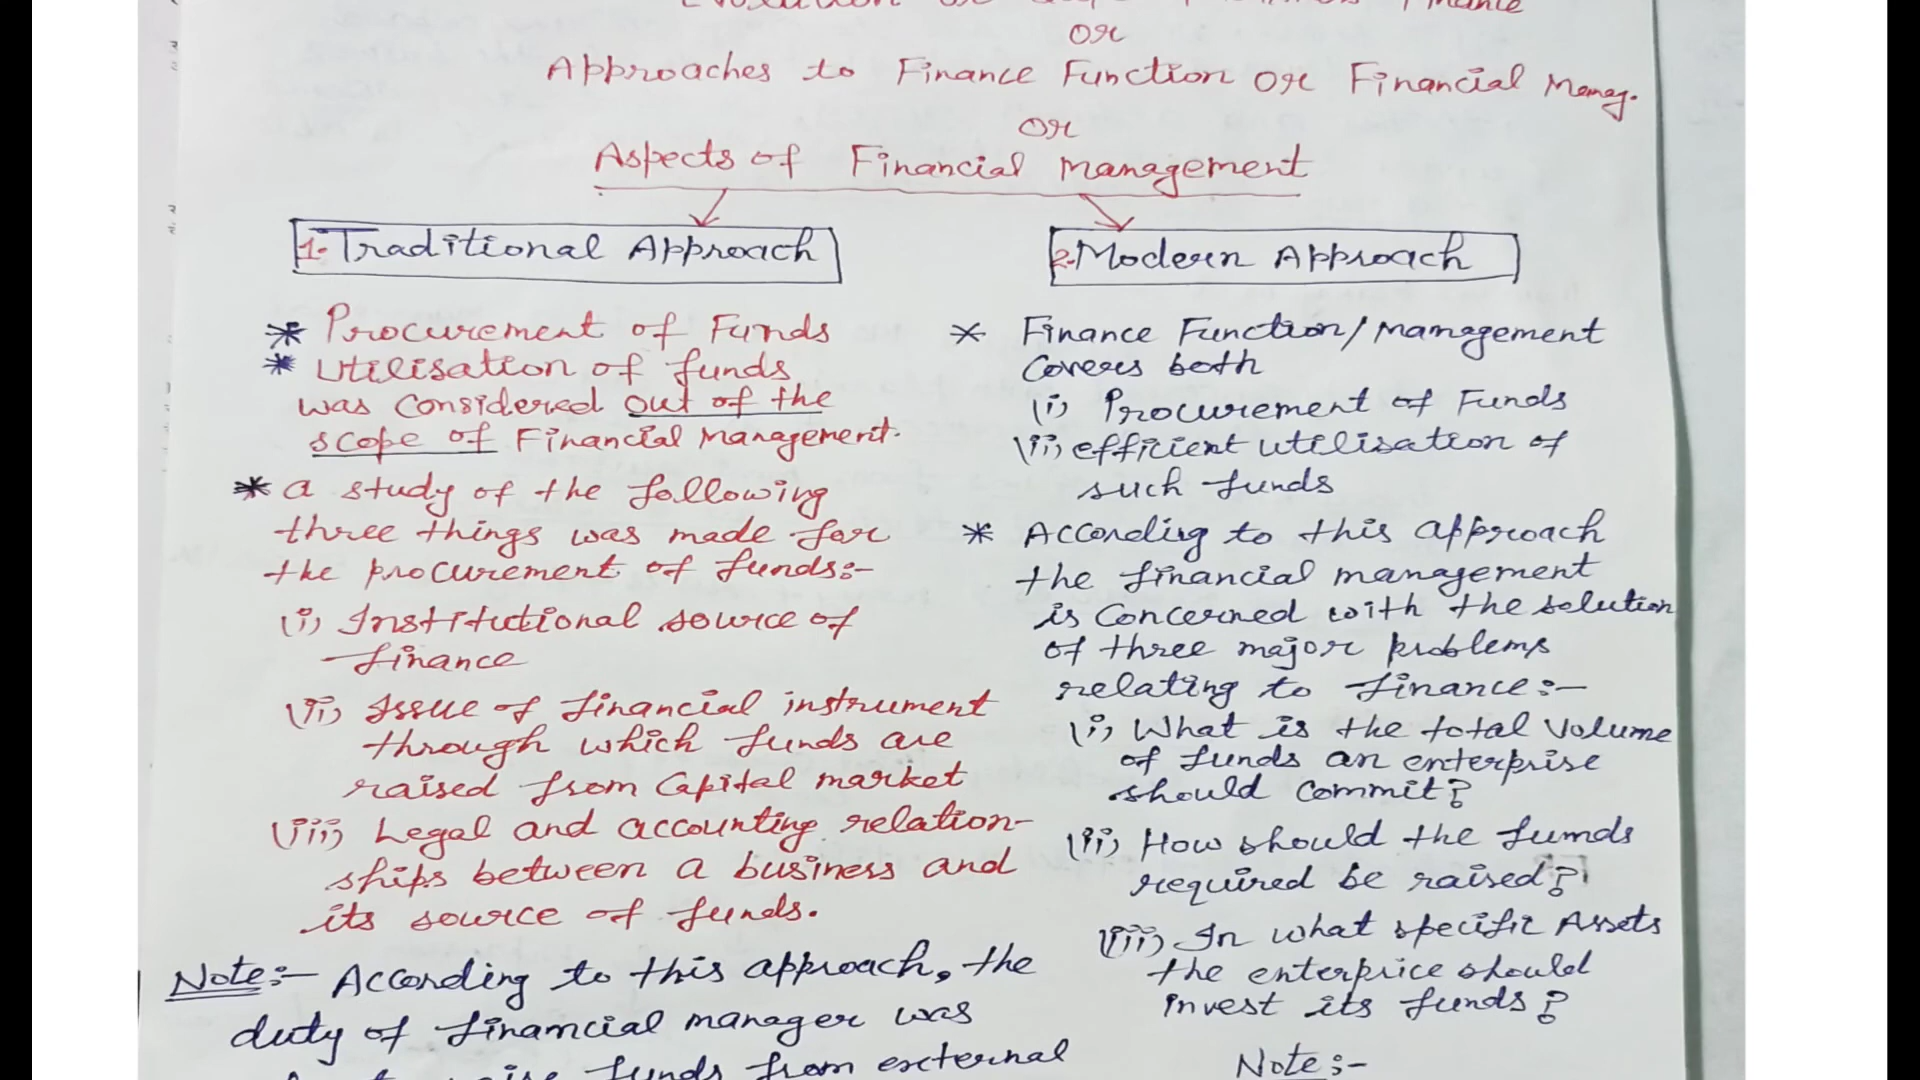 Finance
or
Approaches to Finance Function or Financial Manag.
or
Aspects of Financial Management
1. Traditional Approach
* Procurement of Funds
* Utilisation of funds
was considered out of the
scope of Financial Management.
* a study of the following
three things was made for
the procurement of funds:-
(i) Institutional source of
finance
(ii) Issue of financial instrument
through which funds are
raised from Capital market
(iii) Legal and accounting relation-
ships between a business and
its source of funds.
Note:- According to this approach, the
duty of financial manager was
raise funds from external
2. Modern Approach
* Finance Function/Management
Covers both
(i) Procurement of Funds
(ii) efficient utilisation of
such funds
* According to this approach
the financial management
is concerned with the solution
of three major problems
relating to finance:-
(i) What is the total volume
of funds an enterprise
should commit?
(ii) How should the funds
required be raised?
(iii) In what specific Assets
the enterprice should
invest its funds?
Note:-